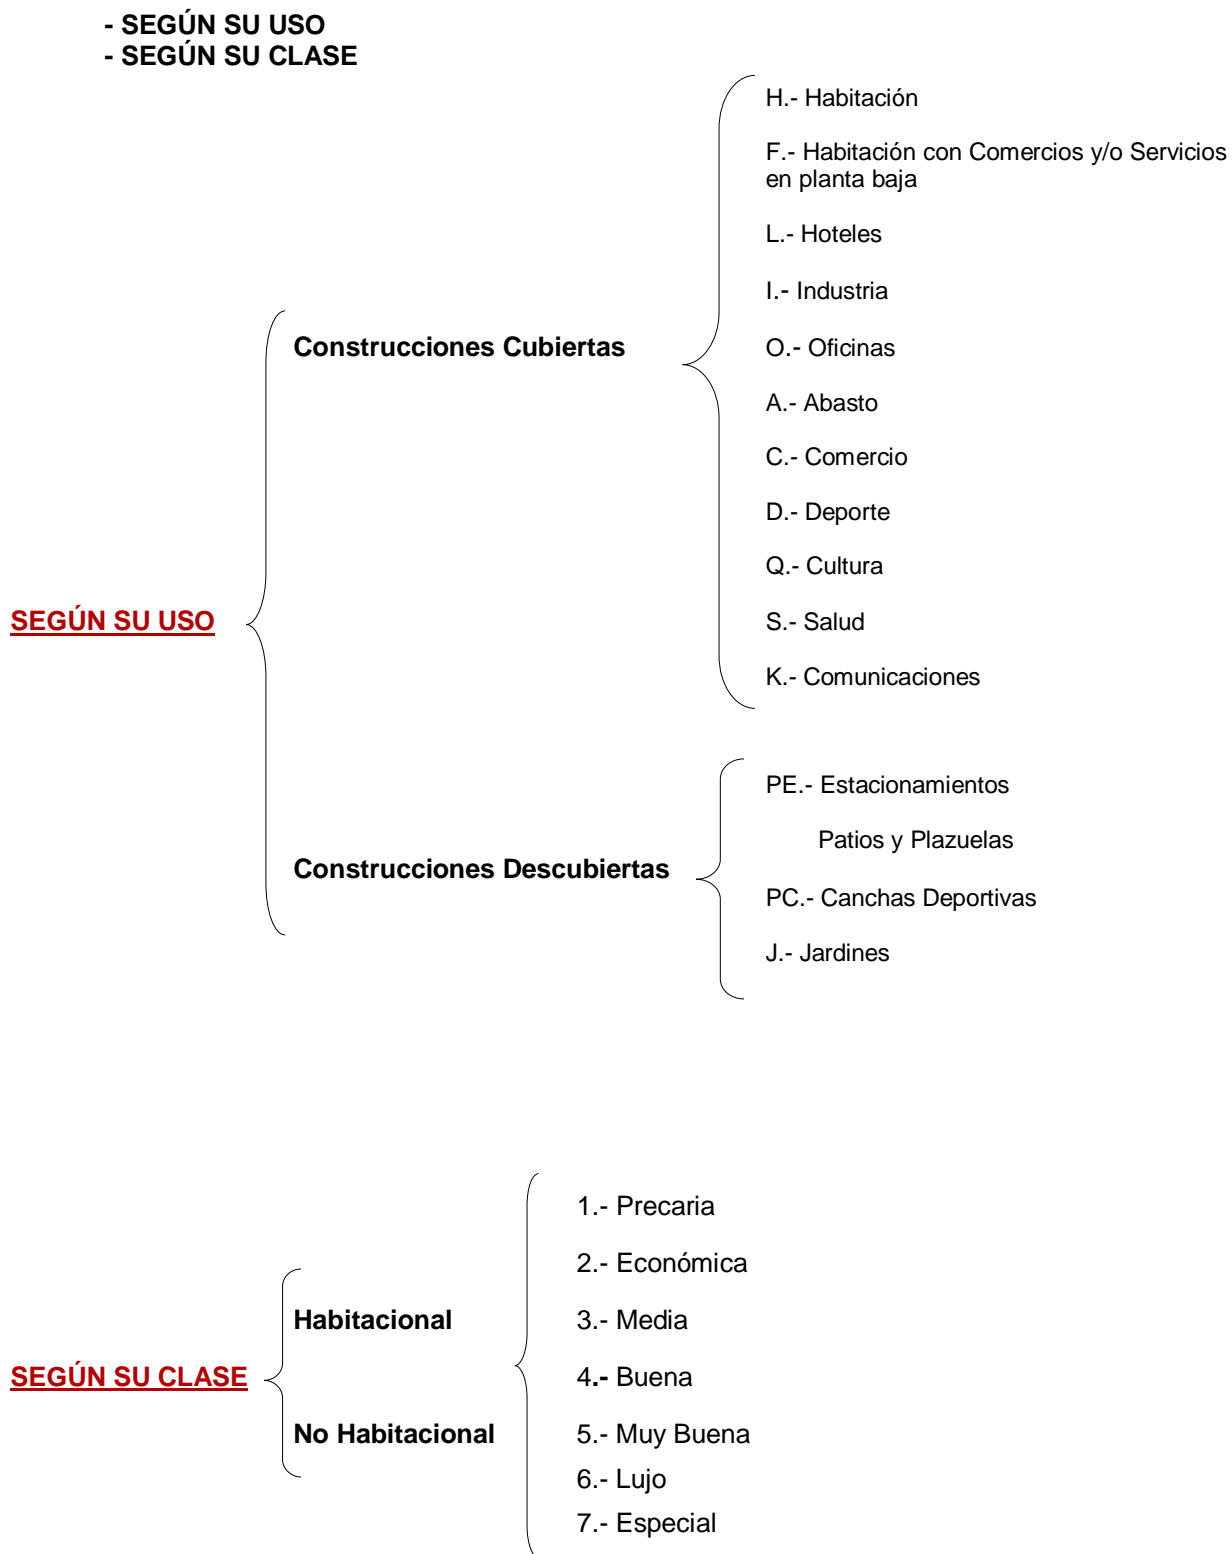 - SEGÚN SU USO
- SEGÚN SU CLASE
SEGÚN SU USO
Construcciones Cubiertas
H.- Habitación
F.- Habitación con Comercios y/o Servicios
en planta baja
L.- Hoteles
I.- Industria
O.- Oficinas
A.- Abasto
C.- Comercio
D.- Deporte
Q.- Cultura
S.- Salud
K.- Comunicaciones
Construcciones Descubiertas
PE.- Estacionamientos
Patios y Plazuelas
PC.- Canchas Deportivas
J.- Jardines
SEGÚN SU CLASE
Habitacional
No Habitacional
1.- Precaria
2.- Económica
3.- Media
4.- Buena
5.- Muy Buena
6.- Lujo
7.- Especial